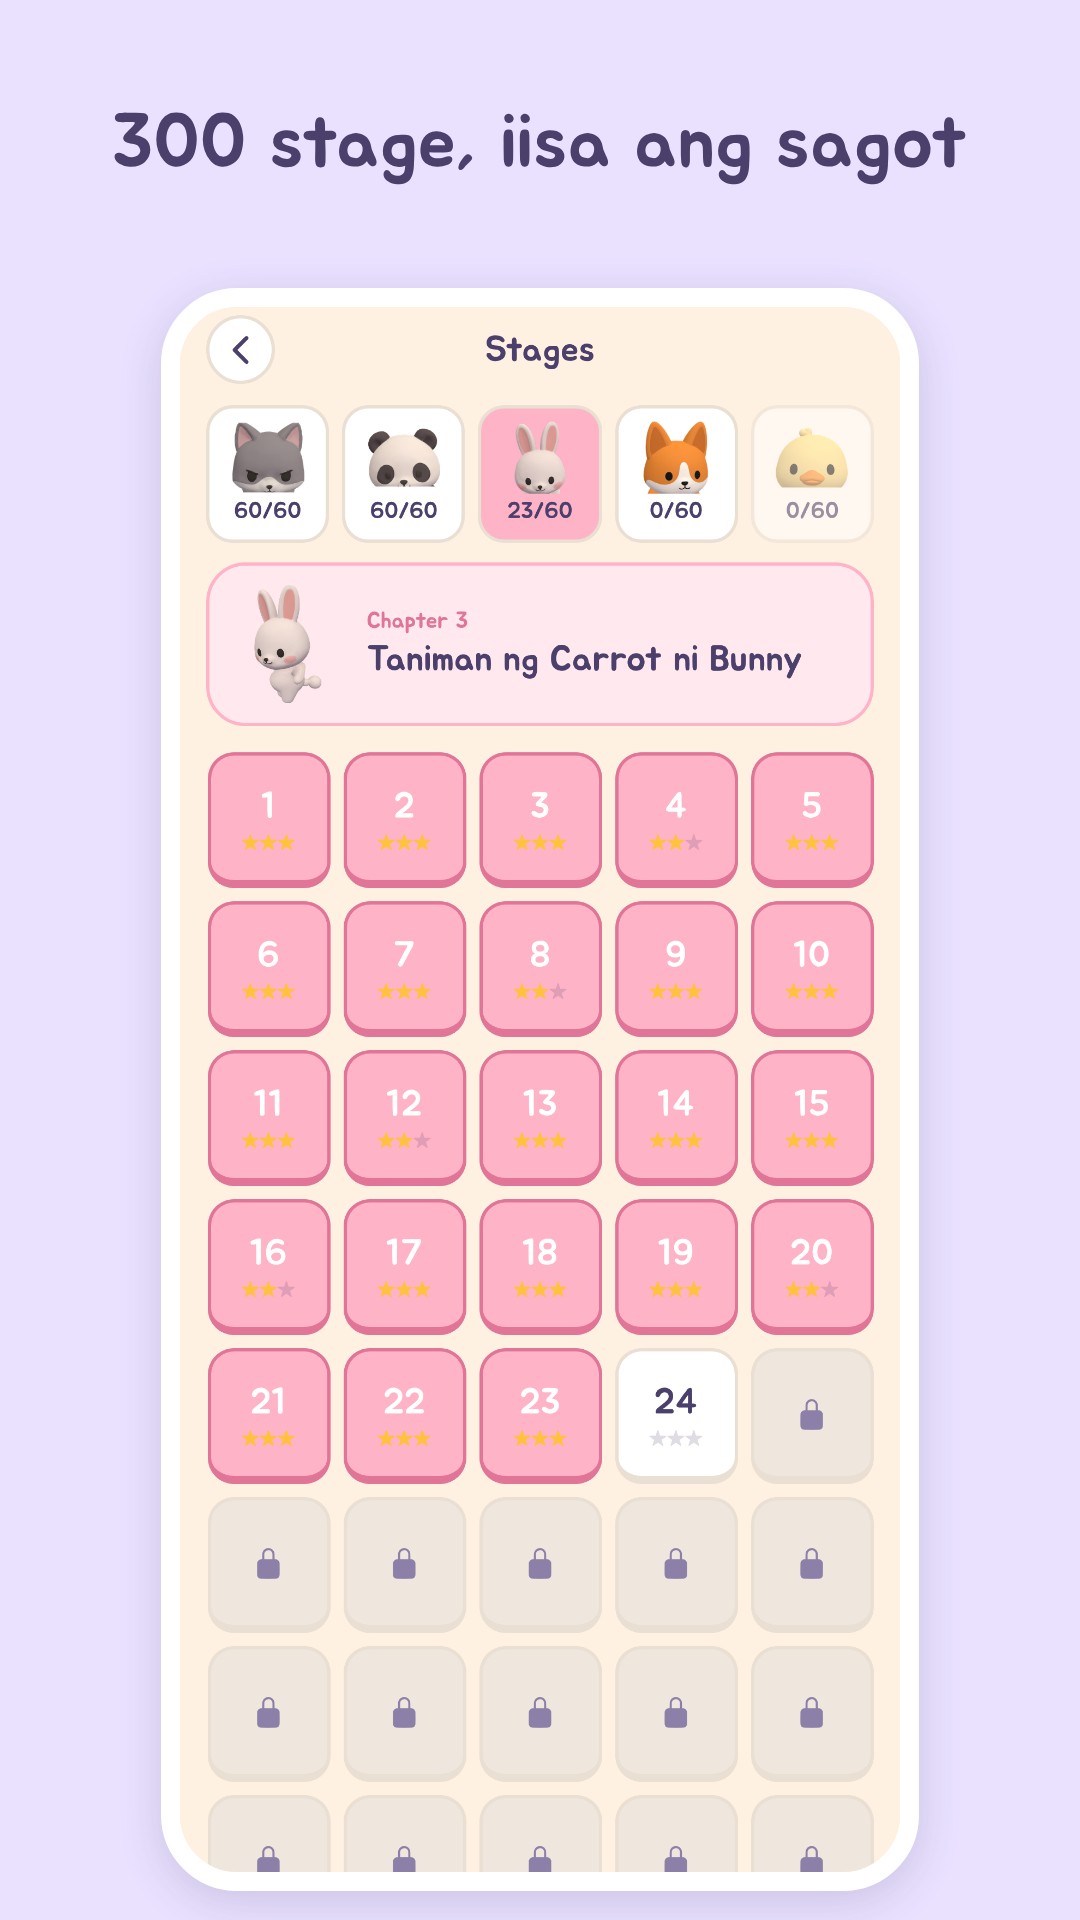 300 stage, iisa ang sagot
Stages
60/60 60/60 23/60 0/60 0/60
Chapter 3
Taniman ng Carrot ni Bunny
1 2 3 4 5
6 7 8 9 10
11 12 13 14 15
16 17 18 19 20
21 22 23 24